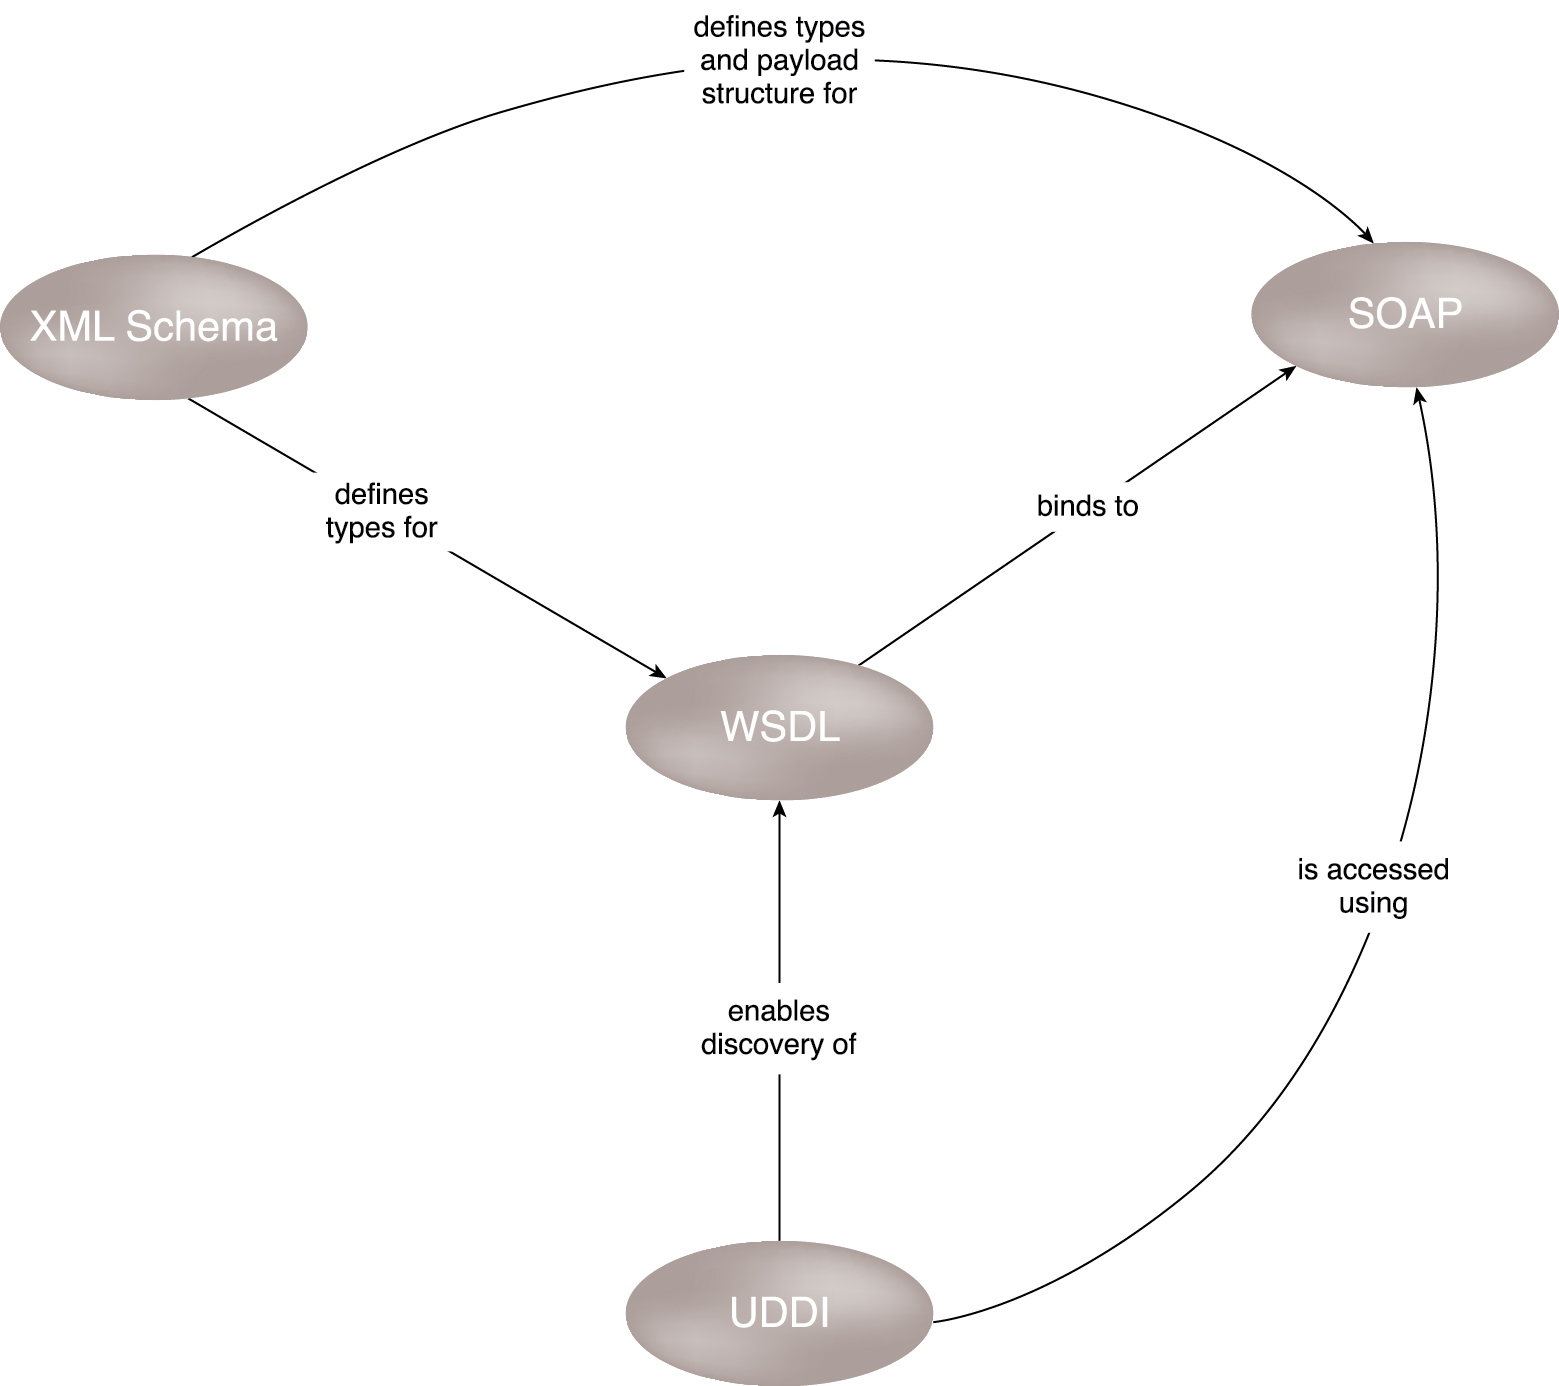 defines types
and payload
structure for
XML Schema
SOAP
defines
types for
binds to
WSDL
is accessed
using
enables
discovery of
UDDI